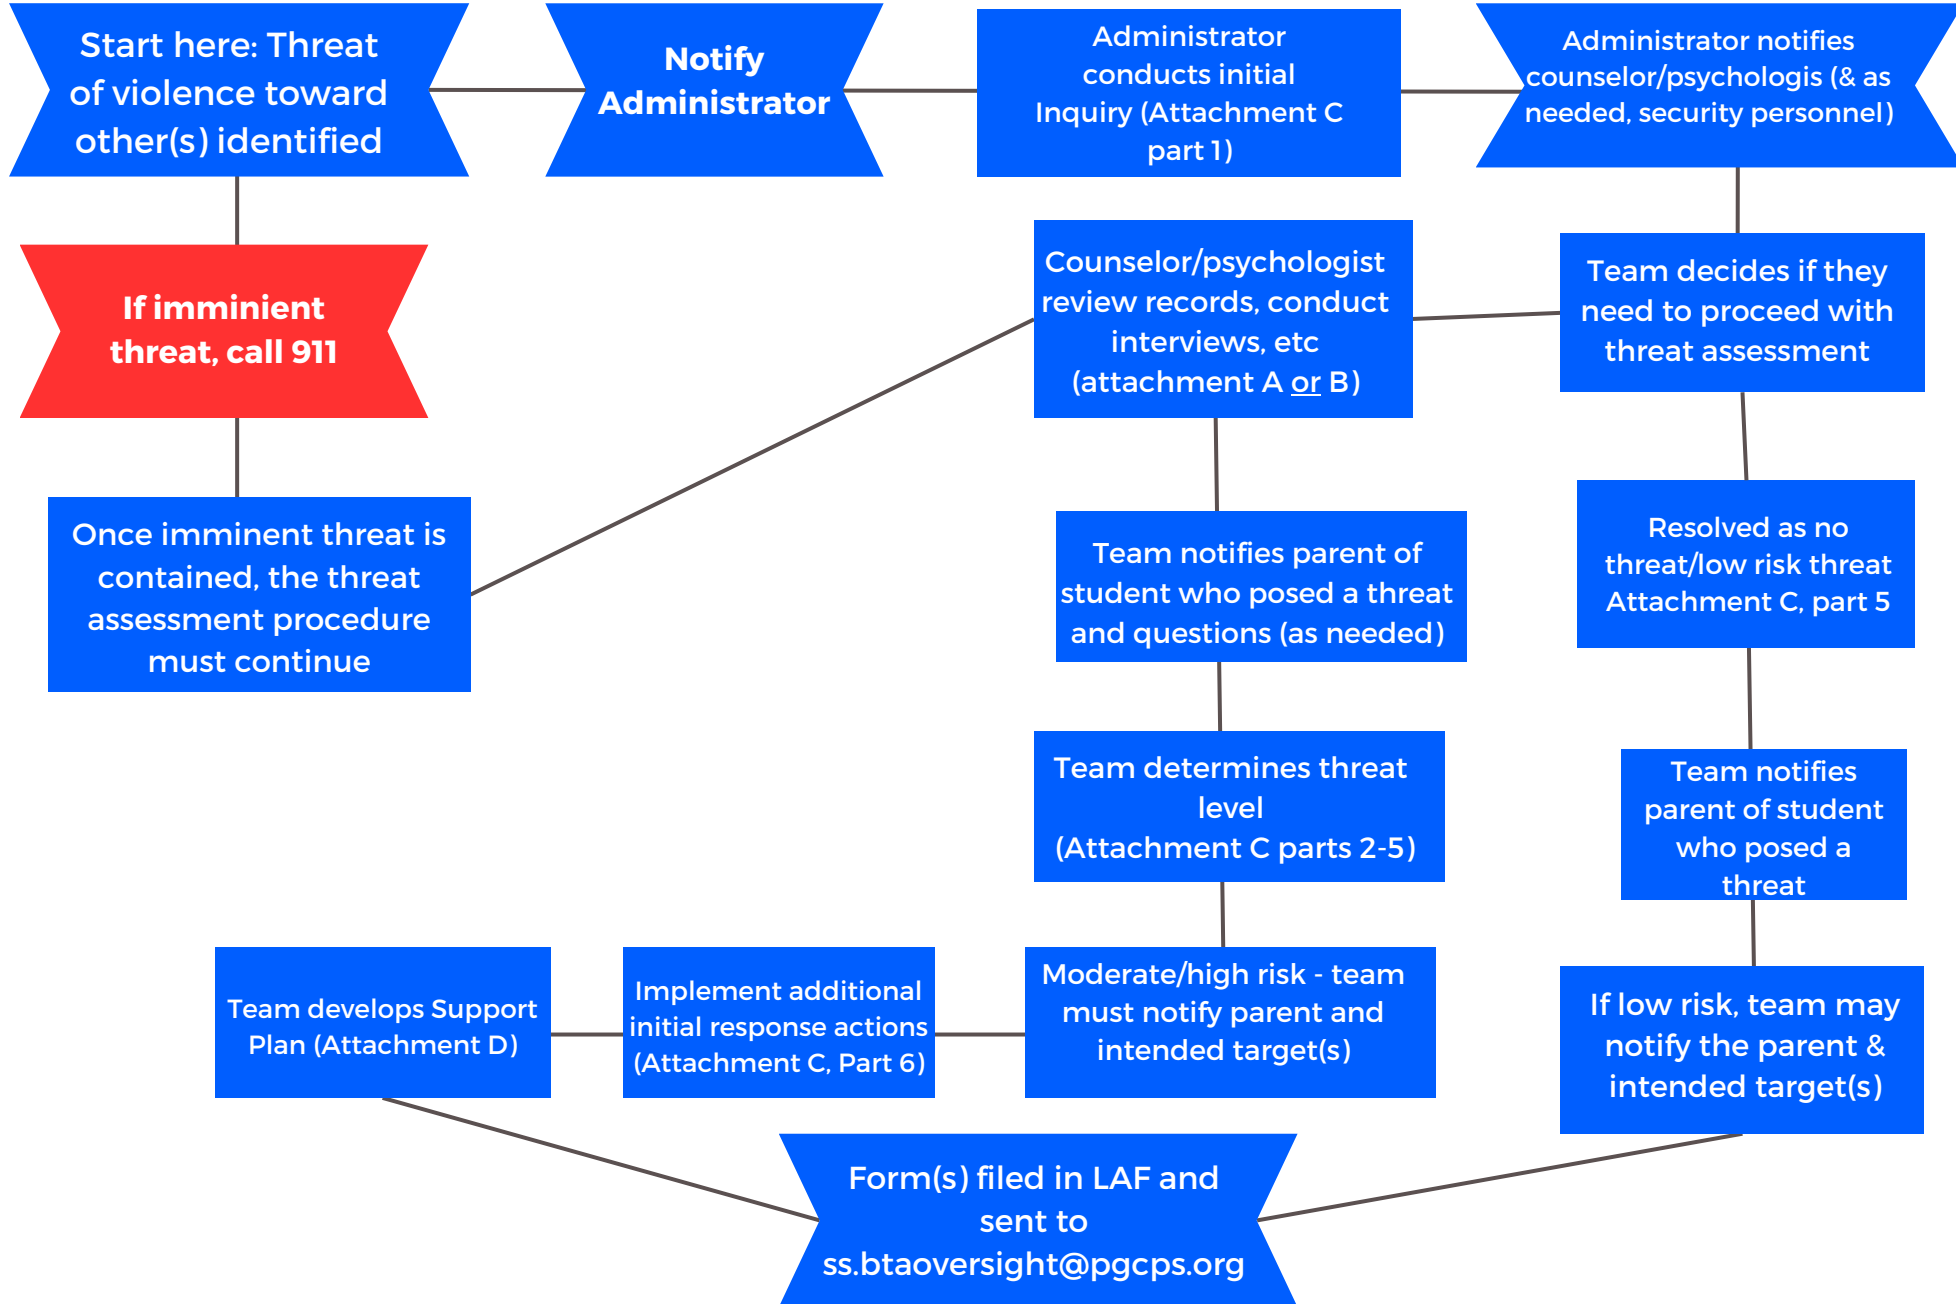 Start here: Threat
of violence toward
other(s) identified
Notify
Administrator
Administrator
conducts initial
Inquiry (Attachment C
part 1)
Administrator notifies
counselor/psychologis (& as
needed, security personnel)
If imminient
threat, call 911
Counselor/psychologist
review records, conduct
interviews, etc
(attachment A or B)
Team decides if they
need to proceed with
threat assessment
Once imminent threat is
contained, the threat
assessment procedure
must continue
Team notifies parent of
student who posed a threat
and questions (as needed)
Resolved as no
threat/low risk threat
Attachment C, part 5
Team determines threat
level
(Attachment C parts 2-5)
Team notifies
parent of student
who posed a
threat
Team develops Support
Plan (Attachment D)
Implement additional
initial response actions
(Attachment C, Part 6)
Moderate/high risk - team
must notify parent and
intended target(s)
If low risk, team may
notify the parent &
intended target(s)
Form(s) filed in LAF and
sent to
ss.btaoversight@pgcps.org